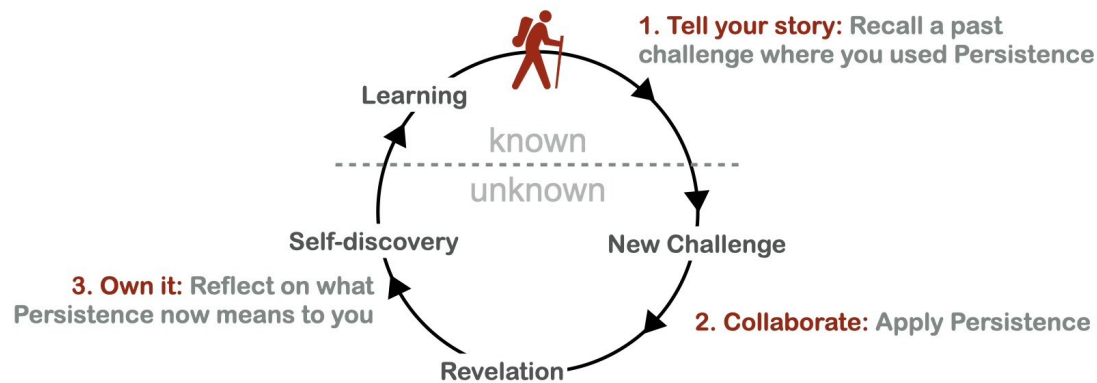 1. Tell your story: Recall a past
challenge where you used Persistence
Learning
known
unknown
Self-discovery
New Challenge
3. Own it: Reflect on what
Persistence now means to you
2. Collaborate: Apply Persistence
Revelation